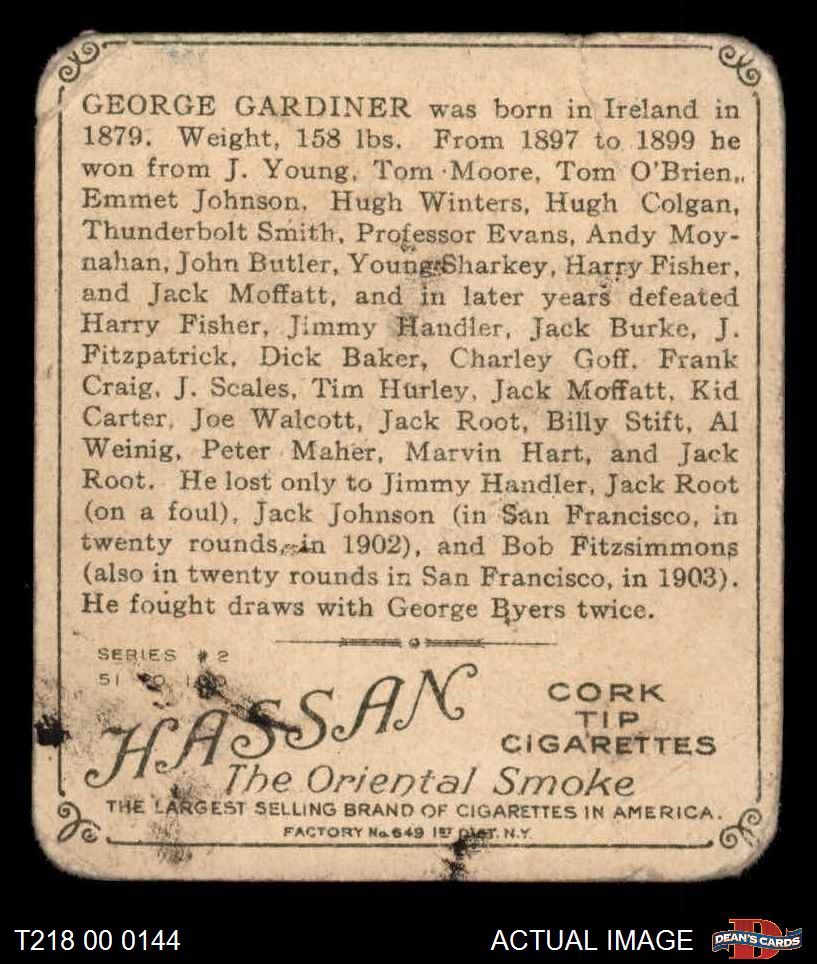 GEORGE GARDINER was born in Ireland in
1879. Weight, 158 lbs. From 1897 to 1899 he
won from J. Young, Tom Moore, Tom O'Brien,
Emmet Johnson, Hugh Winters, Hugh Colgan,
Thunderbolt Smith, Professor Evans, Andy Moy-
nahan, John Butler, Young Sharkey, Harry Fisher,
and Jack Moffatt, and in later years defeated
Harry Fisher, Jimmy Handler, Jack Burke, J.
Fitzpatrick, Dick Baker, Charley Goff, Frank
Craig, J. Scales, Tim Hurley, Jack Moffatt, Kid
Carter, Joe Walcott, Jack Root, Billy Stift, Al
Weinig, Peter Maher, Marvin Hart, and Jack
Root. He lost only to Jimmy Handler, Jack Root
(on a foul), Jack Johnson (in San Francisco, in
twenty rounds, in 1902), and Bob Fitzsimmons
(also in twenty rounds in San Francisco, in 1903).
He fought draws with George Byers twice.
SERIES #2
51 TO 100
HASSAN
CORK
TIP
CIGARETTES
The Oriental Smoke
THE LARGEST SELLING BRAND OF CIGARETTES IN AMERICA.
FACTORY No. 649 1ST DIST. N.Y.
T218 00 0144
ACTUAL IMAGE
D
DEAN'S CARDS